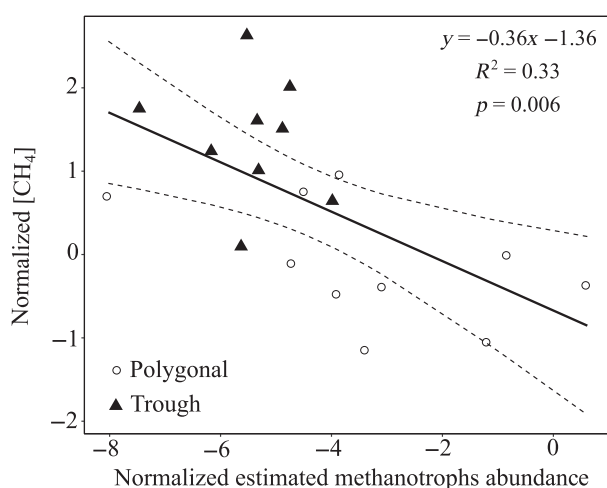 y = −0.36x −1.36
R² = 0.33
p = 0.006
2
1
0
−1
−2
Normalized [CH₄]
Polygonal
Trough
−8 −6 −4 −2 0
Normalized estimated methanotrophs abundance